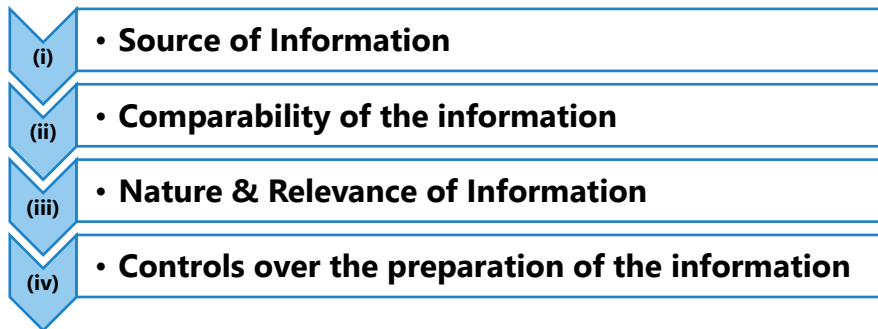 (i) • Source of Information
(ii) • Comparability of the information
(iii) • Nature & Relevance of Information
(iv) • Controls over the preparation of the information